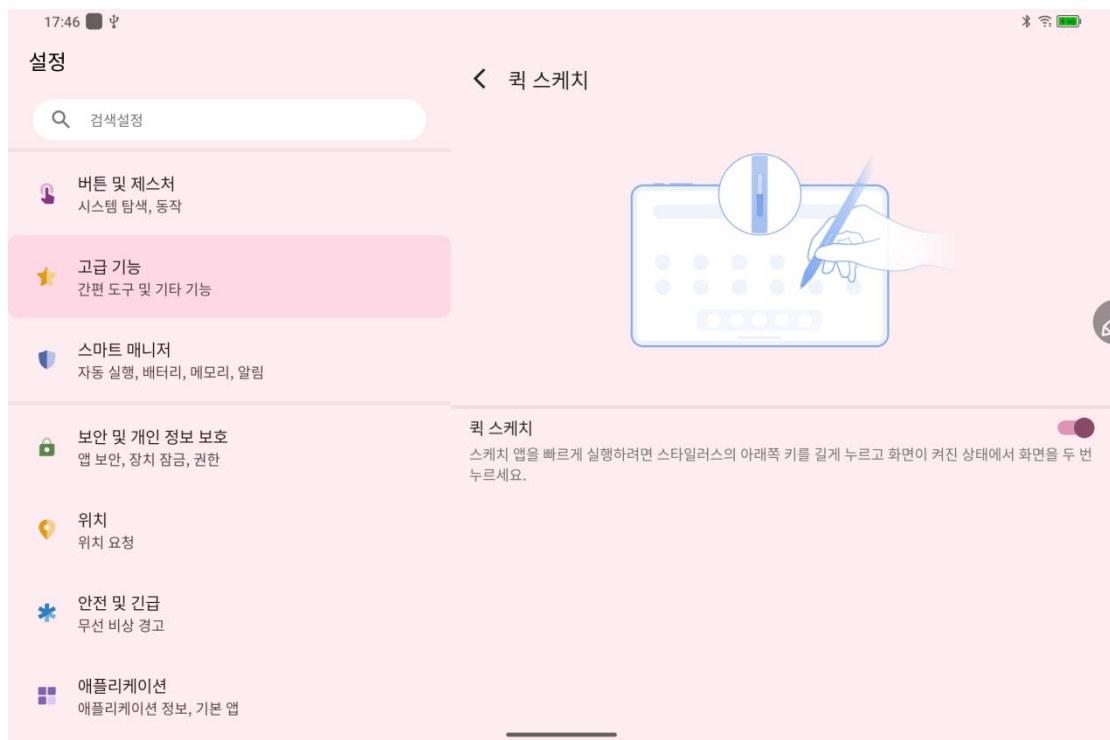 17:46
설정
검색설정
버튼 및 제스처
시스템 탐색, 동작
고급 기능
간편 도구 및 기타 기능
스마트 매니저
자동 실행, 배터리, 메모리, 알림
보안 및 개인 정보 보호
앱 보안, 장치 잠금, 권한
위치
위치 요청
안전 및 긴급
무선 비상 경고
애플리케이션
애플리케이션 정보, 기본 앱
퀵 스케치
퀵 스케치
스케치 앱을 빠르게 실행하려면 스타일러스의 아래쪽 키를 길게 누르고 화면이 켜진 상태에서 화면을 두 번
누르세요.